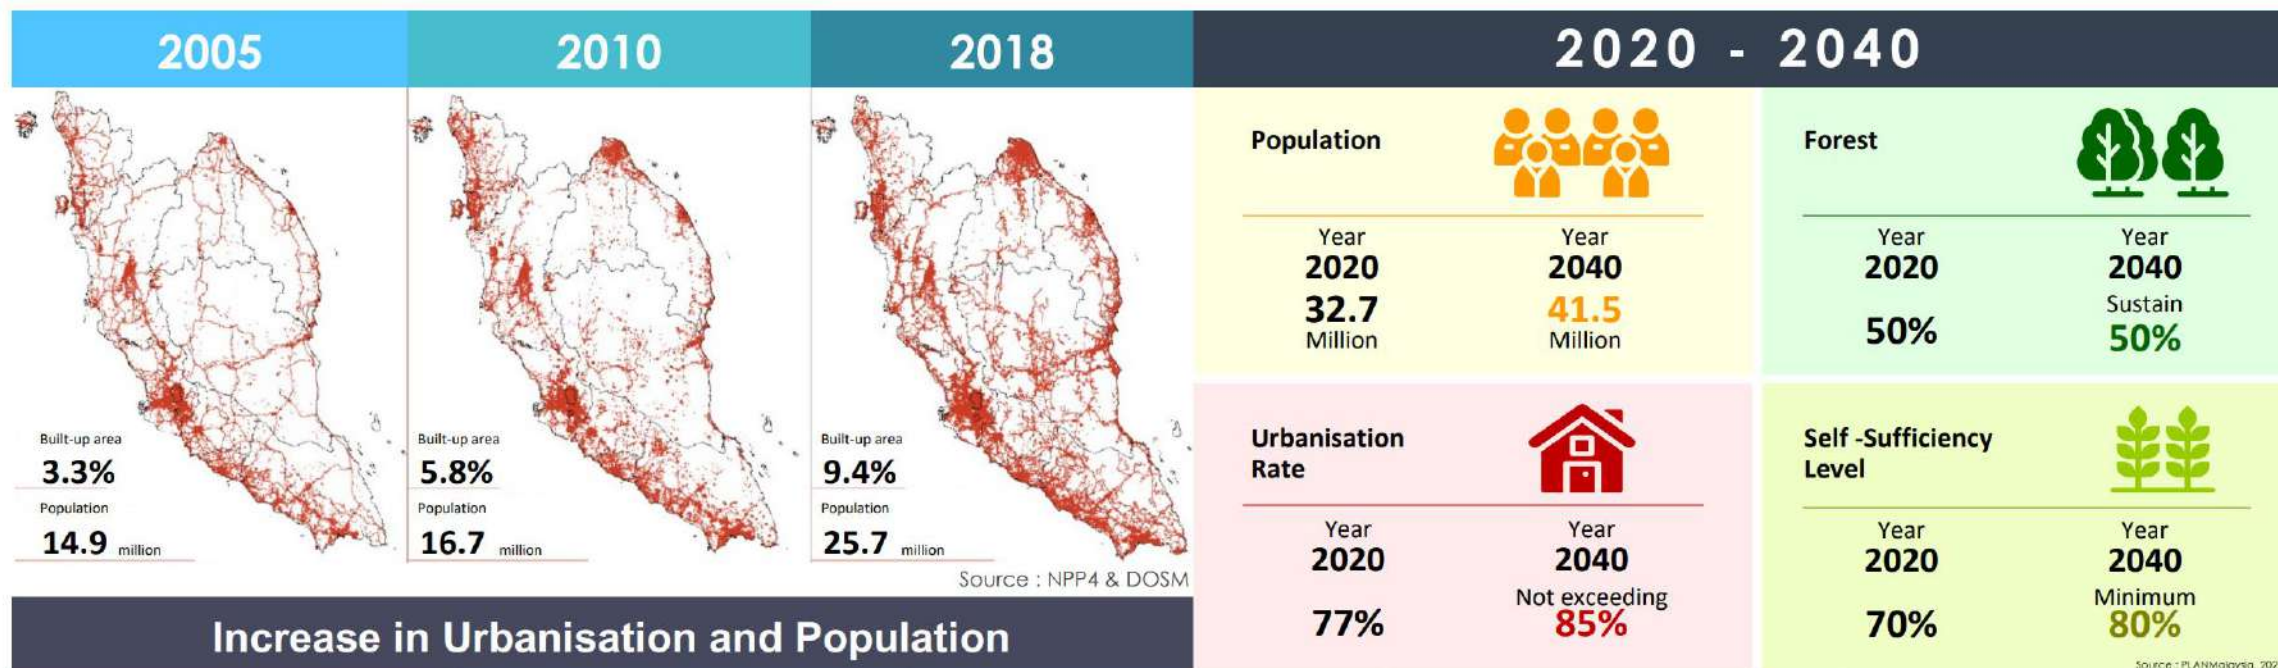 2005
2010
2018
2020 - 2040
Built-up area
3.3%
Population
14.9 million
Built-up area
5.8%
Population
16.7 million
Built-up area
9.4%
Population
25.7 million
Source : NPP4 & DOSM
Increase in Urbanisation and Population
Population
Year
2020
32.7
Million
Year
2040
41.5
Million
Forest
Year
2020
50%
Year
2040
Sustain
50%
Urbanisation
Rate
Year
2020
77%
Year
2040
Not exceeding
85%
Self -Sufficiency
Level
Year
2020
70%
Year
2040
Minimum
80%
Source : PLANMalaysia,